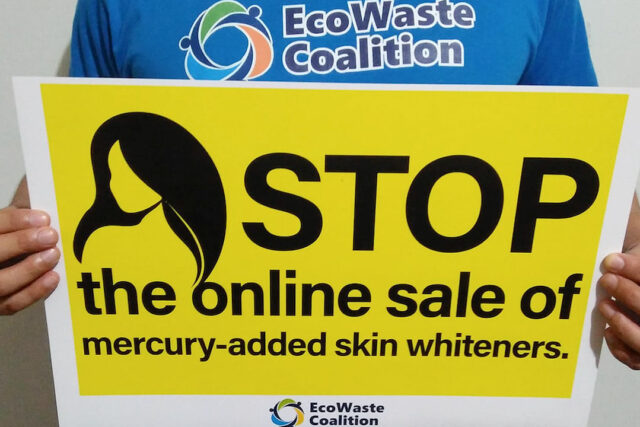 EcoWaste
Coalition
STOP
the online sale of
mercury-added skin whiteners.
EcoWaste
Coalition